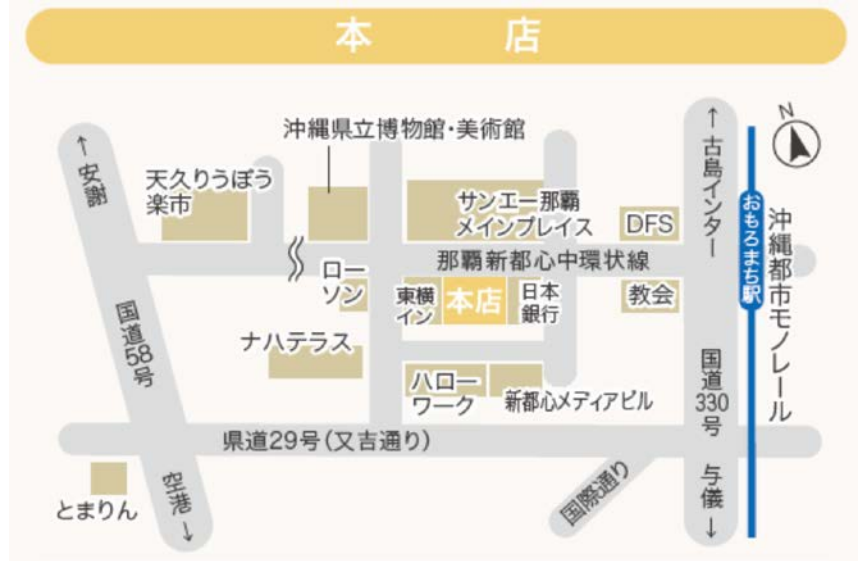 本 店
N
沖縄県立博物館・美術館
↑安謝
天久りうぼう
楽市
サンエー那覇
メインプレイス
DFS
↑古島インター
おもろまち駅
沖縄都市モノレール
那覇新都心中環状線
ロー
ソン
東横
イン
本店
日本
銀行
教会
国道58号
ナハテラス
ハロー
ワーク
新都心メディアビル
国道330号
県道29号(又吉通り)
とまりん
空港↓
国際通り
与儀↓